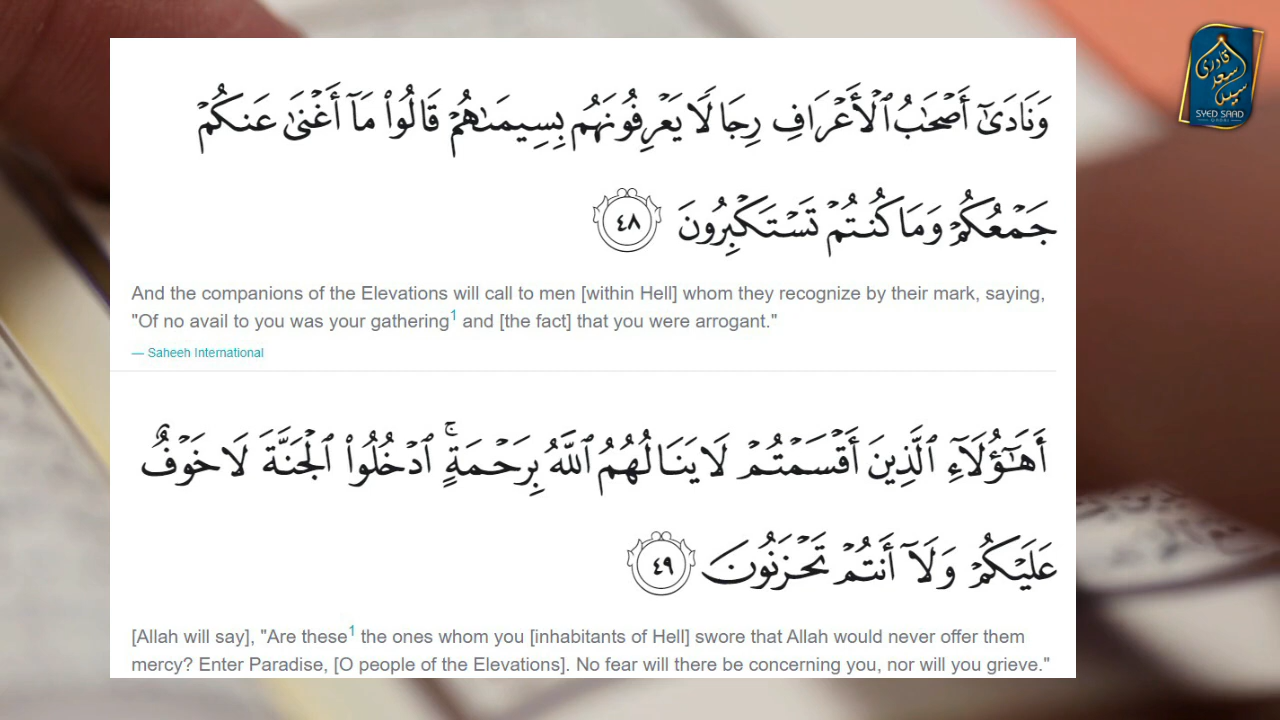 وَنَادَىٰٓ أَصْحَـٰبُ ٱلْأَعْرَافِ رِجَالًا يَعْرِفُونَهُم بِسِيمَىٰهُمْ قَالُوا۟ مَآ أَغْنَىٰ عَنكُمْ
جَمْعُكُمْ وَمَا كُنتُمْ تَسْتَكْبِرُونَ ٤٨
And the companions of the Elevations will call to men [within Hell] whom they recognize by their mark, saying,
"Of no avail to you was your gathering1 and [the fact] that you were arrogant."
— Saheeh International
أَهَـٰٓؤُلَآءِ ٱلَّذِينَ أَقْسَمْتُمْ لَا يَنَالُهُمُ ٱللَّهُ بِرَحْمَةٍ ۚ ٱدْخُلُوا۟ ٱلْجَنَّةَ لَا خَوْفٌ
عَلَيْكُمْ وَلَآ أَنتُمْ تَحْزَنُونَ ٤٩
[Allah will say], "Are these1 the ones whom you [inhabitants of Hell] swore that Allah would never offer them
mercy? Enter Paradise, [O people of the Elevations]. No fear will there be concerning you, nor will you grieve."
قادری
سعد
سید
SYED SAAD
QADRI